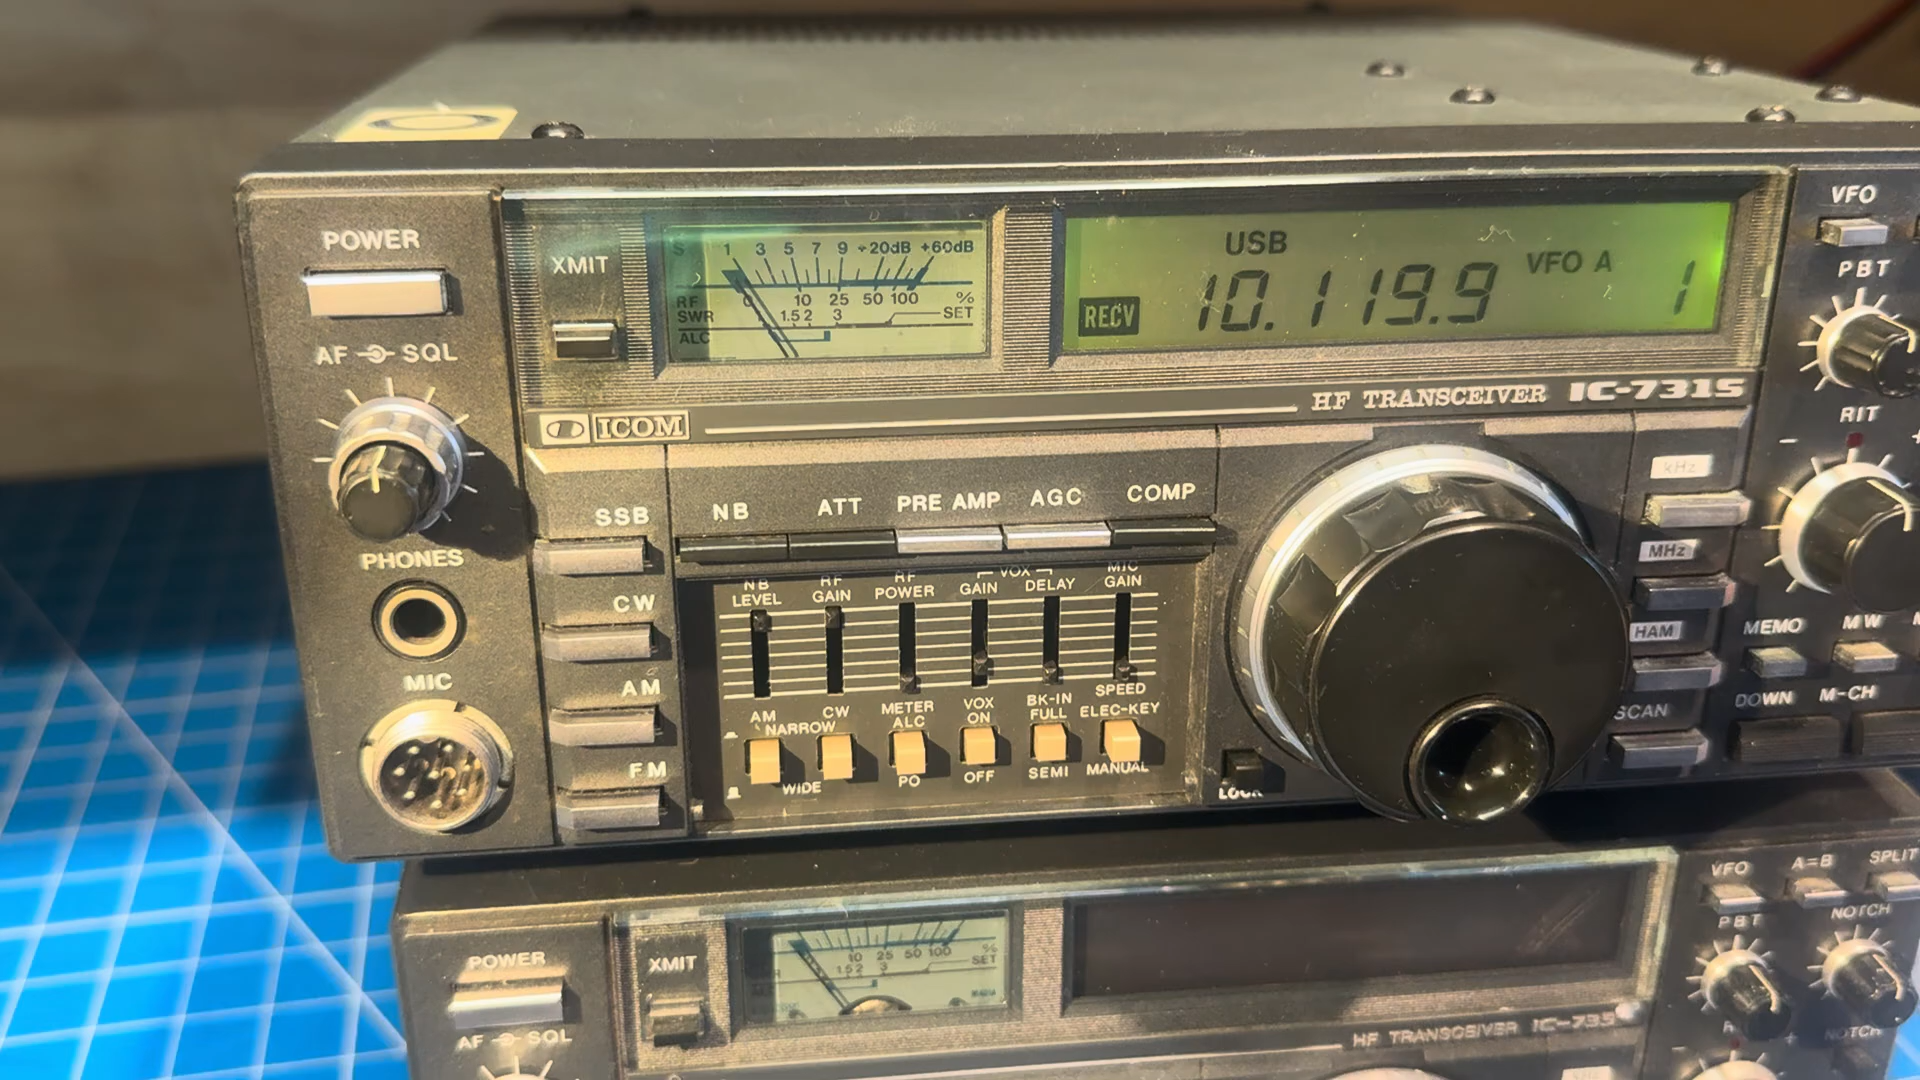 POWER
AF SQL
PHONES
MIC
XMIT
S 1 3 5 7 9 +20dB +60dB
RF 0 10 25 50 100 %
SWR 1.5 2 3 SET
ALC
USB
VFO A
RECV 10.119.9 1
ICOM
HF TRANSCEIVER IC-731S
SSB
CW
AM
FM
NB ATT PRE AMP AGC COMP
NB LEVEL
RF GAIN
RF POWER
VOX
GAIN DELAY
MIC GAIN
AM CW
NARROW
WIDE
METER
ALC
PO
VOX
ON
OFF
BK-IN
FULL
SEMI
SPEED
ELEC-KEY
MANUAL
LOCK
kHz
MHz
HAM
SCAN
VFO
PBT
RIT
- +
MEMO MW
DOWN M-CH
POWER
AF SQL
XMIT
10 25 50 100 %
1.5 2 3 SET
HF TRANSCEIVER IC-735
VFO A=B SPLIT
PBT NOTCH
NOTCH